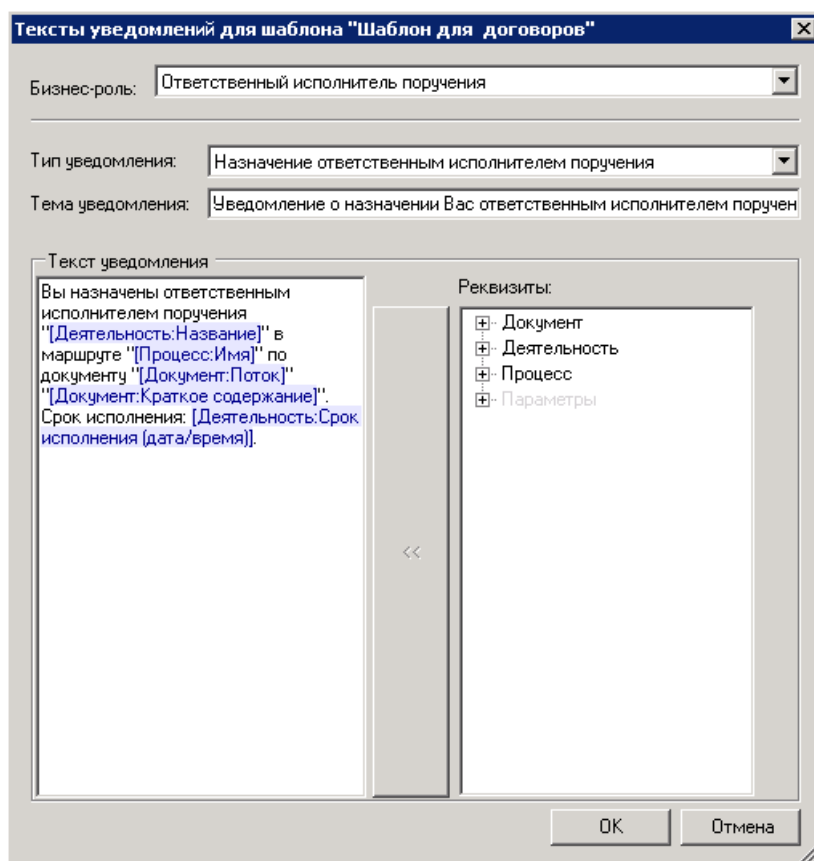 Тексты уведомлений для шаблона "Шаблон для  договоров"
Бизнес-роль: Ответственный исполнитель поручения
Тип уведомления: Назначение ответственным исполнителем поручения
Тема уведомления: Уведомление о назначении Вас ответственным исполнителем поручен
Текст уведомления
Вы назначены ответственным
исполнителем поручения
"[Деятельность:Название]" в
маршруте "[Процесс:Имя]" по
документу "[Документ:Поток]"
"[Документ:Краткое содержание]".
Срок исполнения: [Деятельность:Срок
исполнения (дата/время)].
<<
Реквизиты:
Документ
Деятельность
Процесс
Параметры
OK Отмена